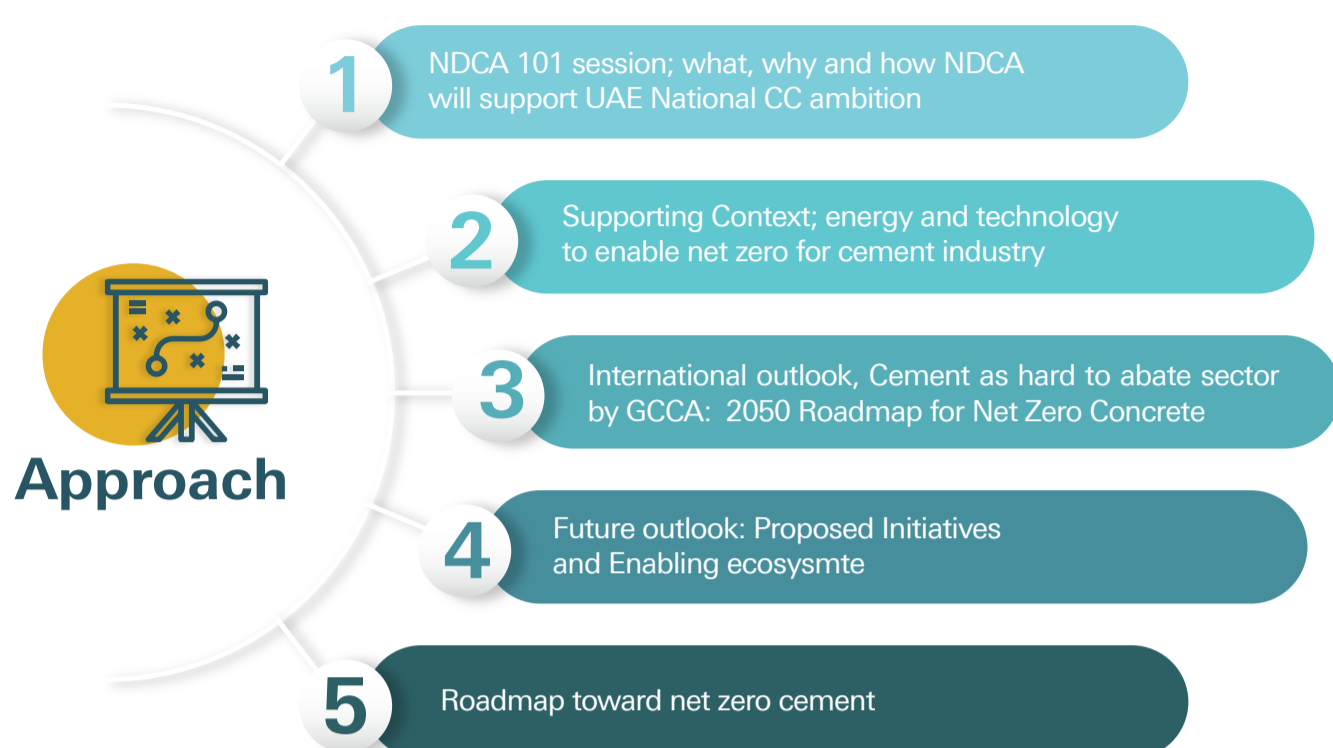 Approach
1
NDCA 101 session; what, why and how NDCA
will support UAE National CC ambition
2
Supporting Context; energy and technology
to enable net zero for cement industry
3
International outlook, Cement as hard to abate sector
by GCCA: 2050 Roadmap for Net Zero Concrete
4
Future outlook: Proposed Initiatives
and Enabling ecosysmte
5
Roadmap toward net zero cement